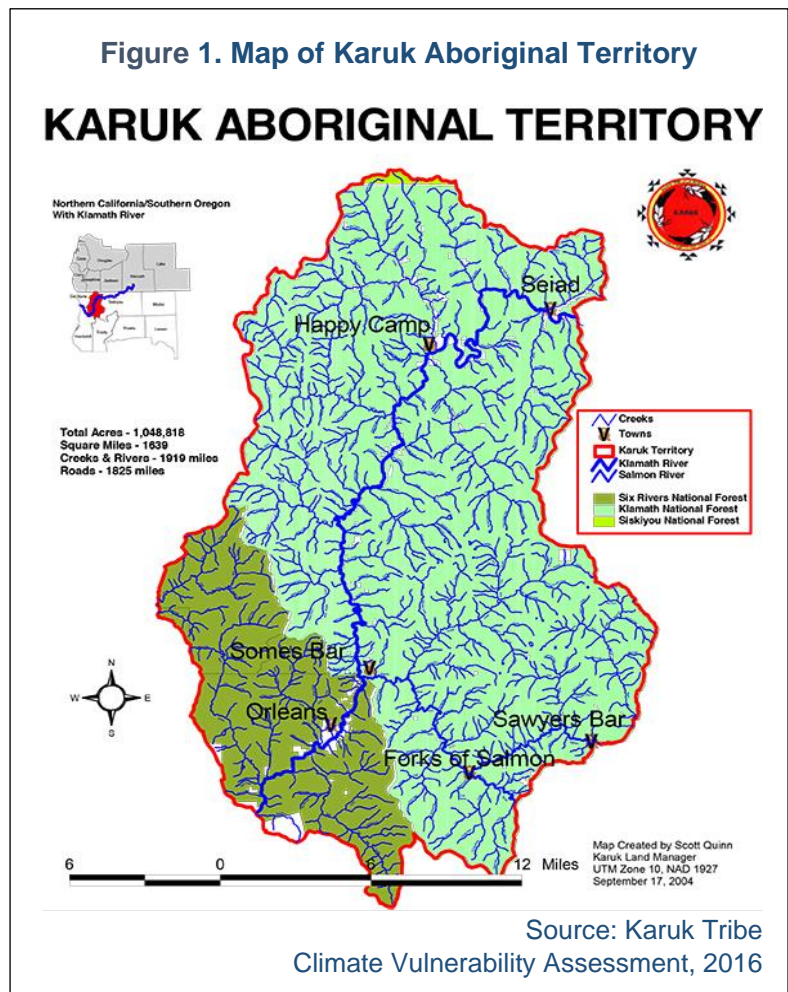 Figure 1. Map of Karuk Aboriginal Territory
KARUK ABORIGINAL TERRITORY
Northern California/Southern Oregon
With Klamath River
KARUK
Seiad
Happy Camp
Total Acres - 1,048,818
Square Miles - 1639
Creeks & Rivers - 1919 miles
Roads - 1825 miles
Creeks
Towns
Karuk Territory
Klamath River
Salmon River
Six Rivers National Forest
Klamath National Forest
Siskiyou National Forest
Somes Bar
N
W E
S
Orleans
Sawyers Bar
Forks of Salmon
6 0 6 12 Miles
Map Created by Scott Quinn
Karuk Land Manager
UTM Zone 10, NAD 1927
September 17, 2004
Source: Karuk Tribe
Climate Vulnerability Assessment, 2016